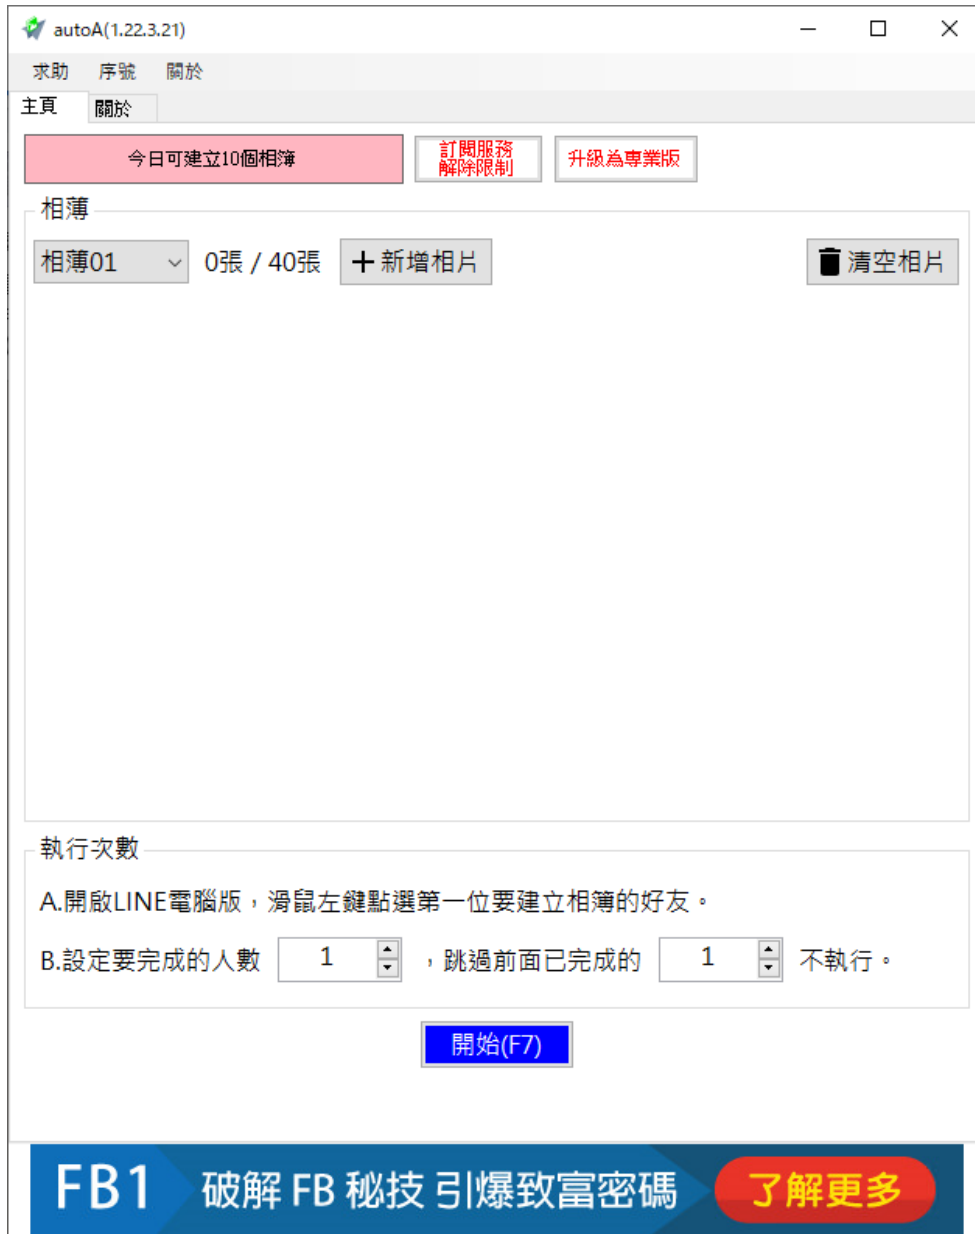 autoA(1.22.3.21)
求助 序號 關於
主頁 關於
今日可建立10個相簿
訂閱服務
解除限制
升級為專業版
相薄
相薄01 0張 / 40張 新增相片 清空相片
執行次數
A.開啟LINE電腦版，滑鼠左鍵點選第一位要建立相簿的好友。
B.設定要完成的人數 1 ，跳過前面已完成的 1 不執行。
開始(F7)
FB1 破解 FB 秘技 引爆致富密碼 了解更多